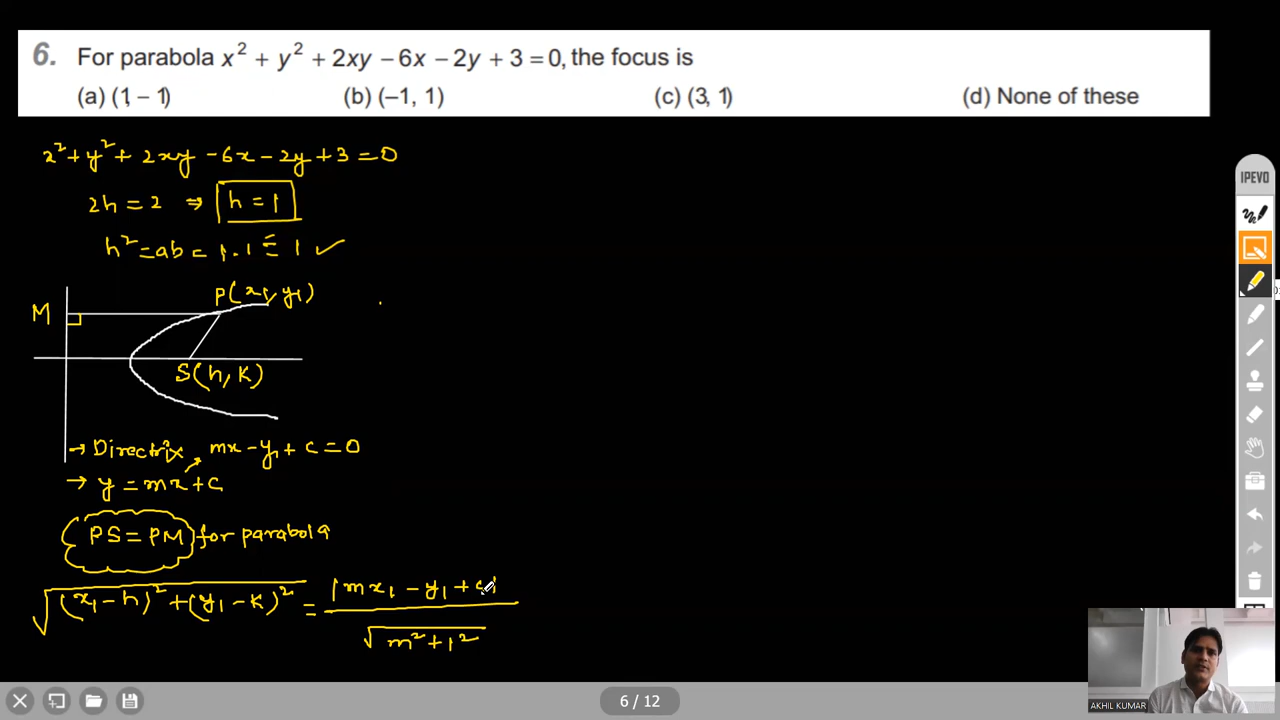 6. For parabola x² + y² + 2xy − 6x − 2y + 3 = 0, the focus is
(a) (1, − 1) (b) (−1, 1) (c) (3, 1) (d) None of these
x² + y² + 2xy − 6x − 2y + 3 = 0
2h = 2 ⇒ h = 1
h² = ab = 1·1 = 1 ✓
P(x₁, y₁)
M
S(h, k)
→ Directrix mx − y + c = 0
→ y = mx + c
PS = PM for parabola
√(x₁ − h)² + (y₁ − k)² = |mx₁ − y₁ + c| / √m² + 1²
IPEVO
6 / 12
AKHIL KUMAR